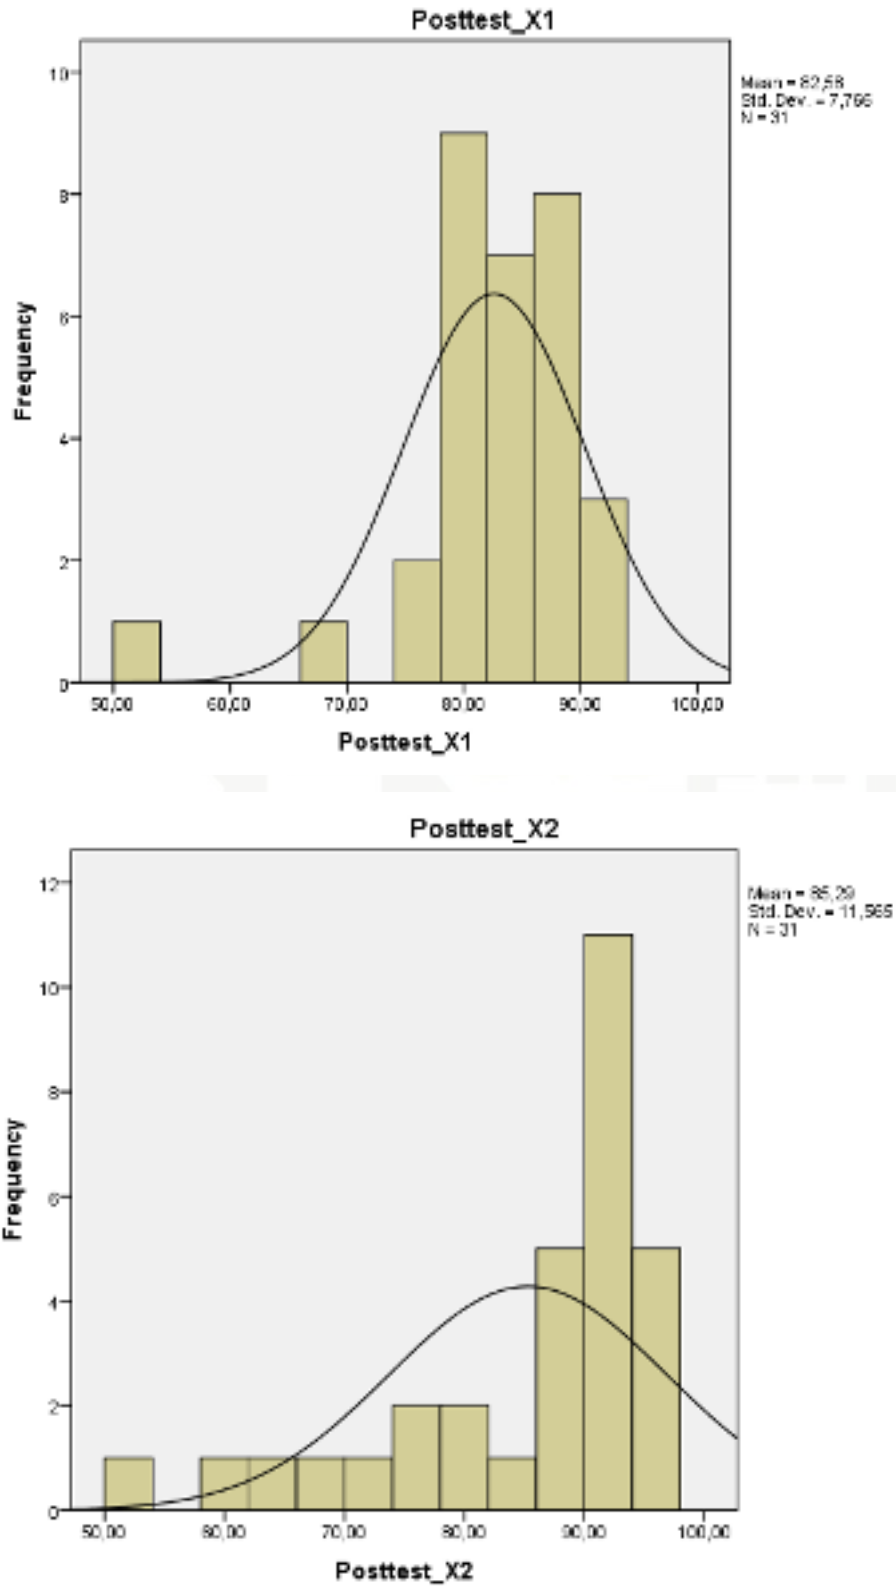 Posttest_X1
Mean = 82,58
Std. Dev. = 7,766
N = 31
10
8
6
4
2
0
Frequency
50,00 60,00 70,00 80,00 90,00 100,00
Posttest_X1
Posttest_X2
Mean = 85,29
Std. Dev. = 11,565
N = 31
12
10
8
6
4
2
0
Frequency
50,00 60,00 70,00 80,00 90,00 100,00
Posttest_X2